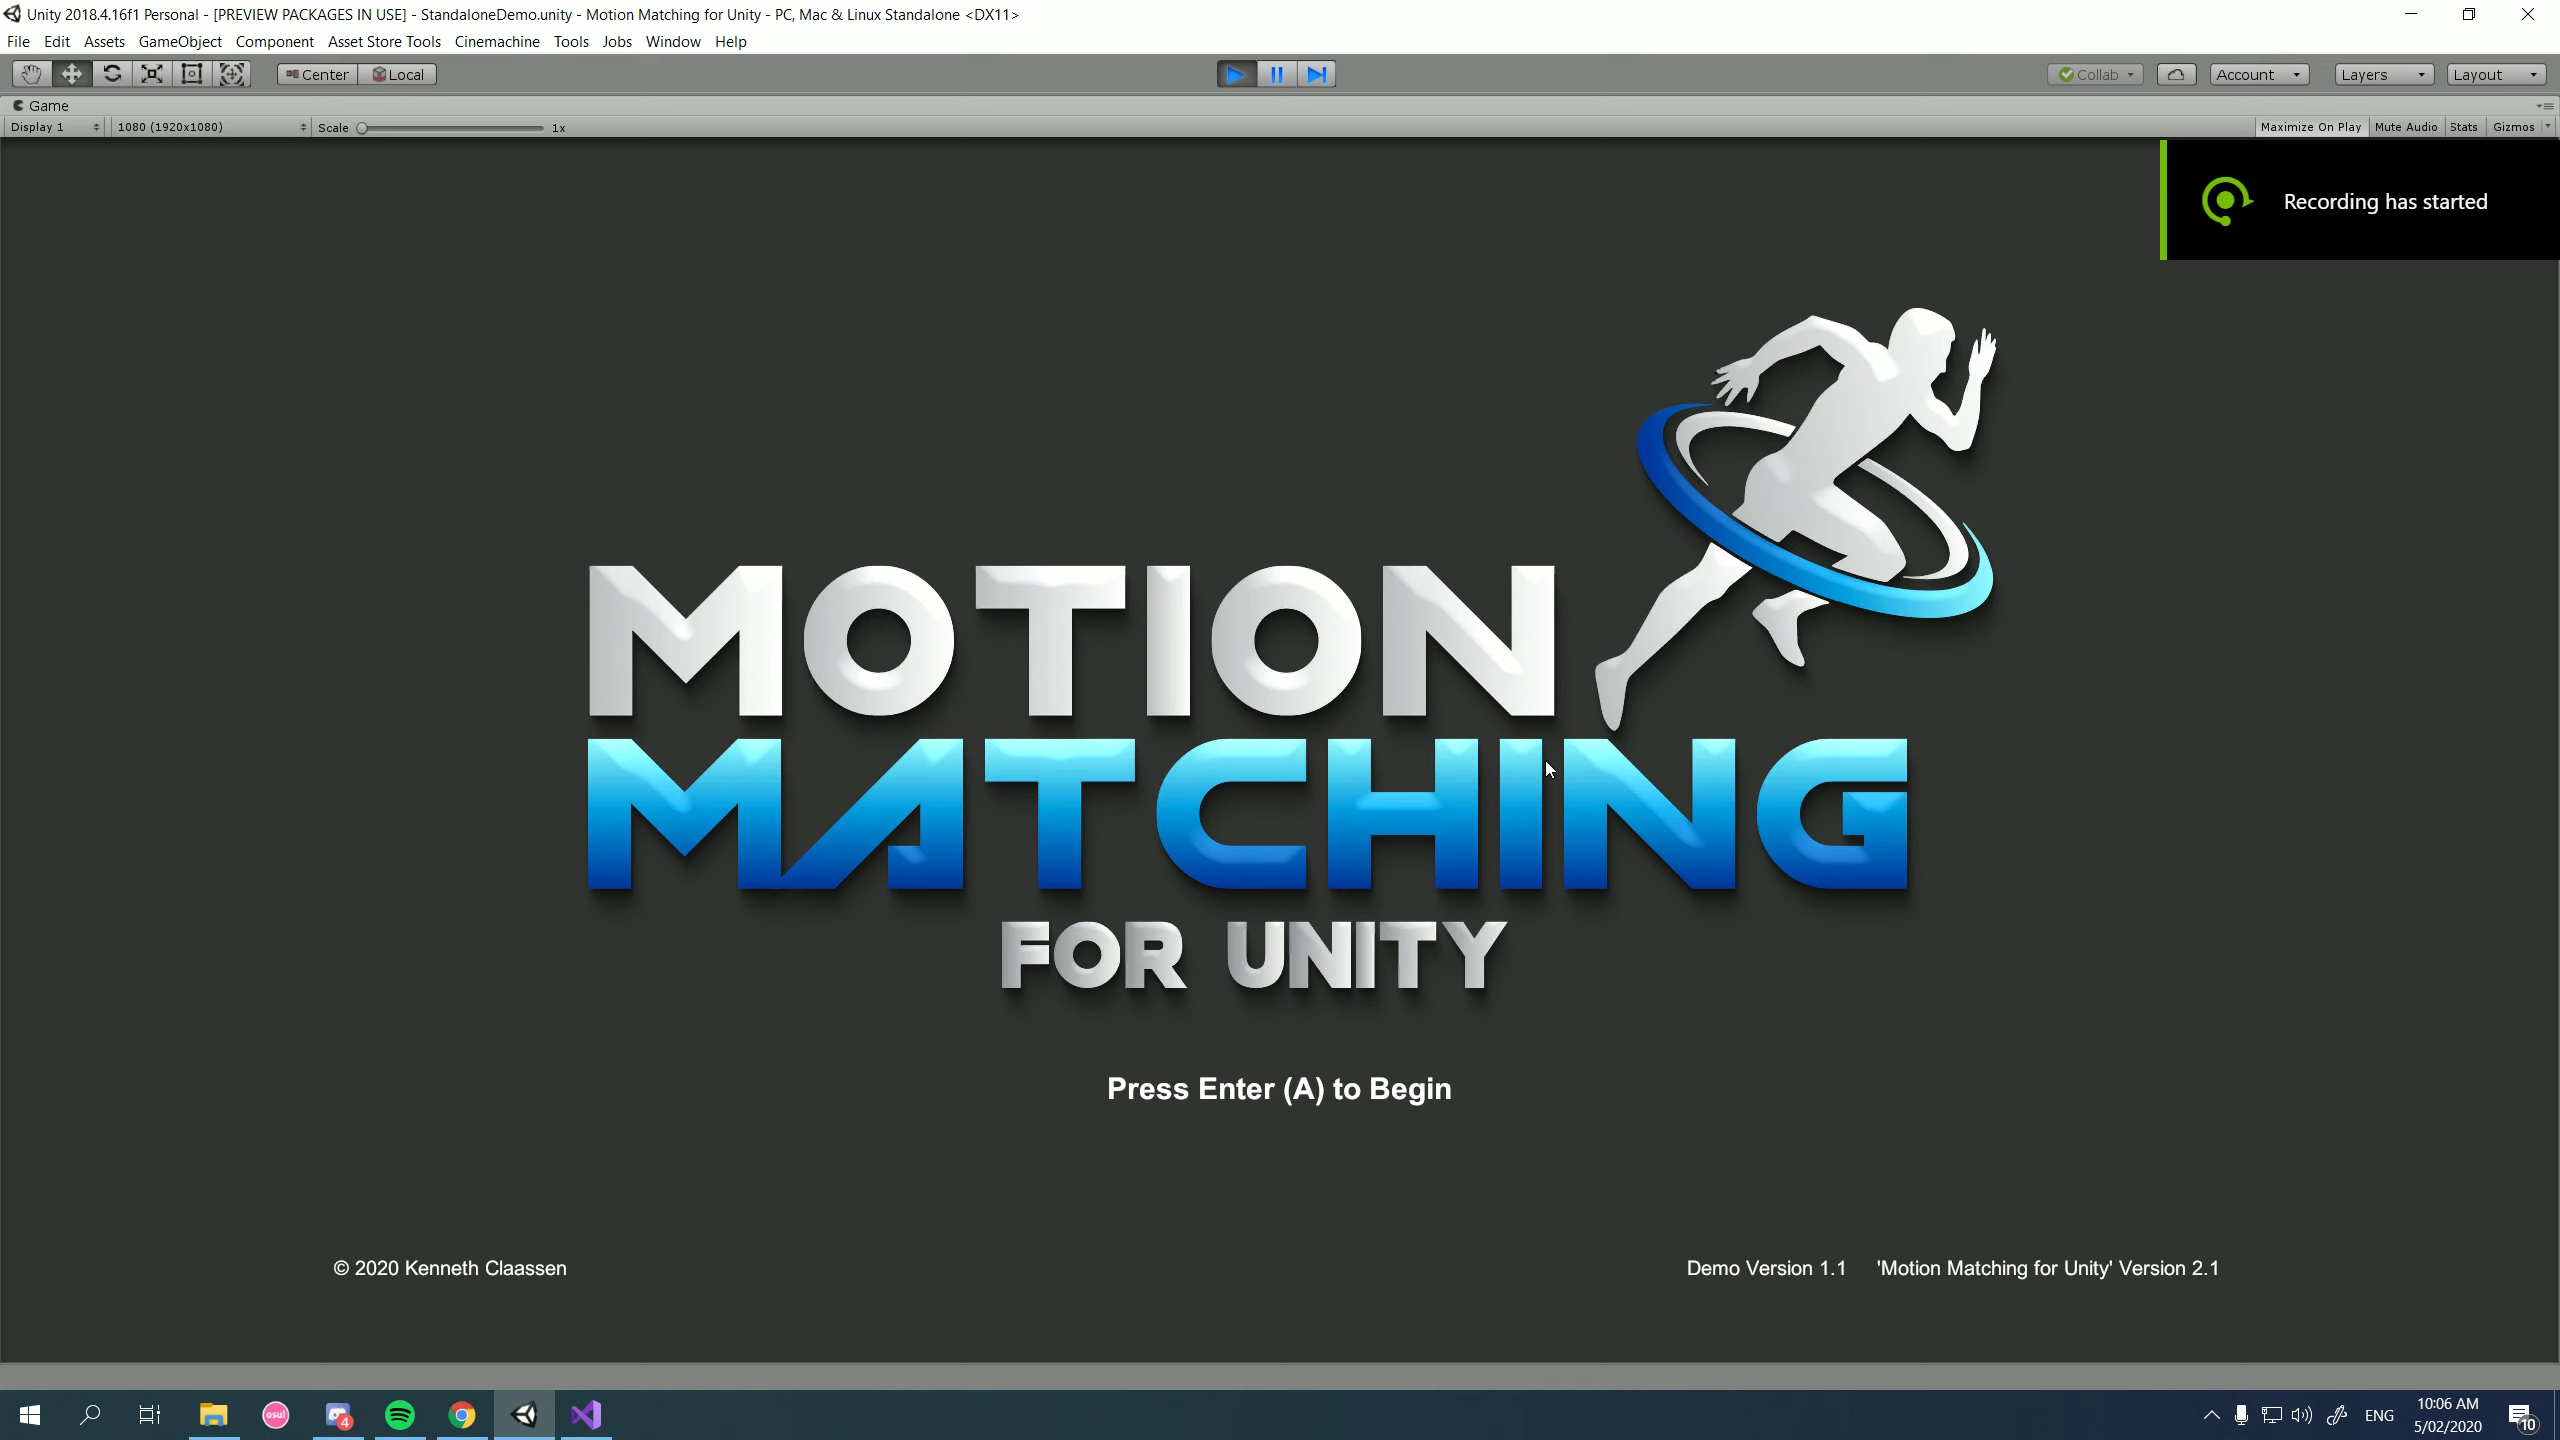 Unity 2018.4.16f1 Personal - [PREVIEW PACKAGES IN USE] - StandaloneDemo.unity - Motion Matching for Unity - PC, Mac & Linux Standalone <DX11>
File Edit Assets GameObject Component Asset Store Tools Cinemachine Tools Jobs Window Help
Center Local Collab Account Layers Layout
Game
Display 1 1080 (1920x1080) Scale 1x Maximize On Play Mute Audio Stats Gizmos
Recording has started
MOTION
MATCHING
FOR UNITY
Press Enter (A) to Begin
© 2020 Kenneth Claassen Demo Version 1.1 'Motion Matching for Unity' Version 2.1
osu! 4 ENG 10:06 AM 10
5/02/2020